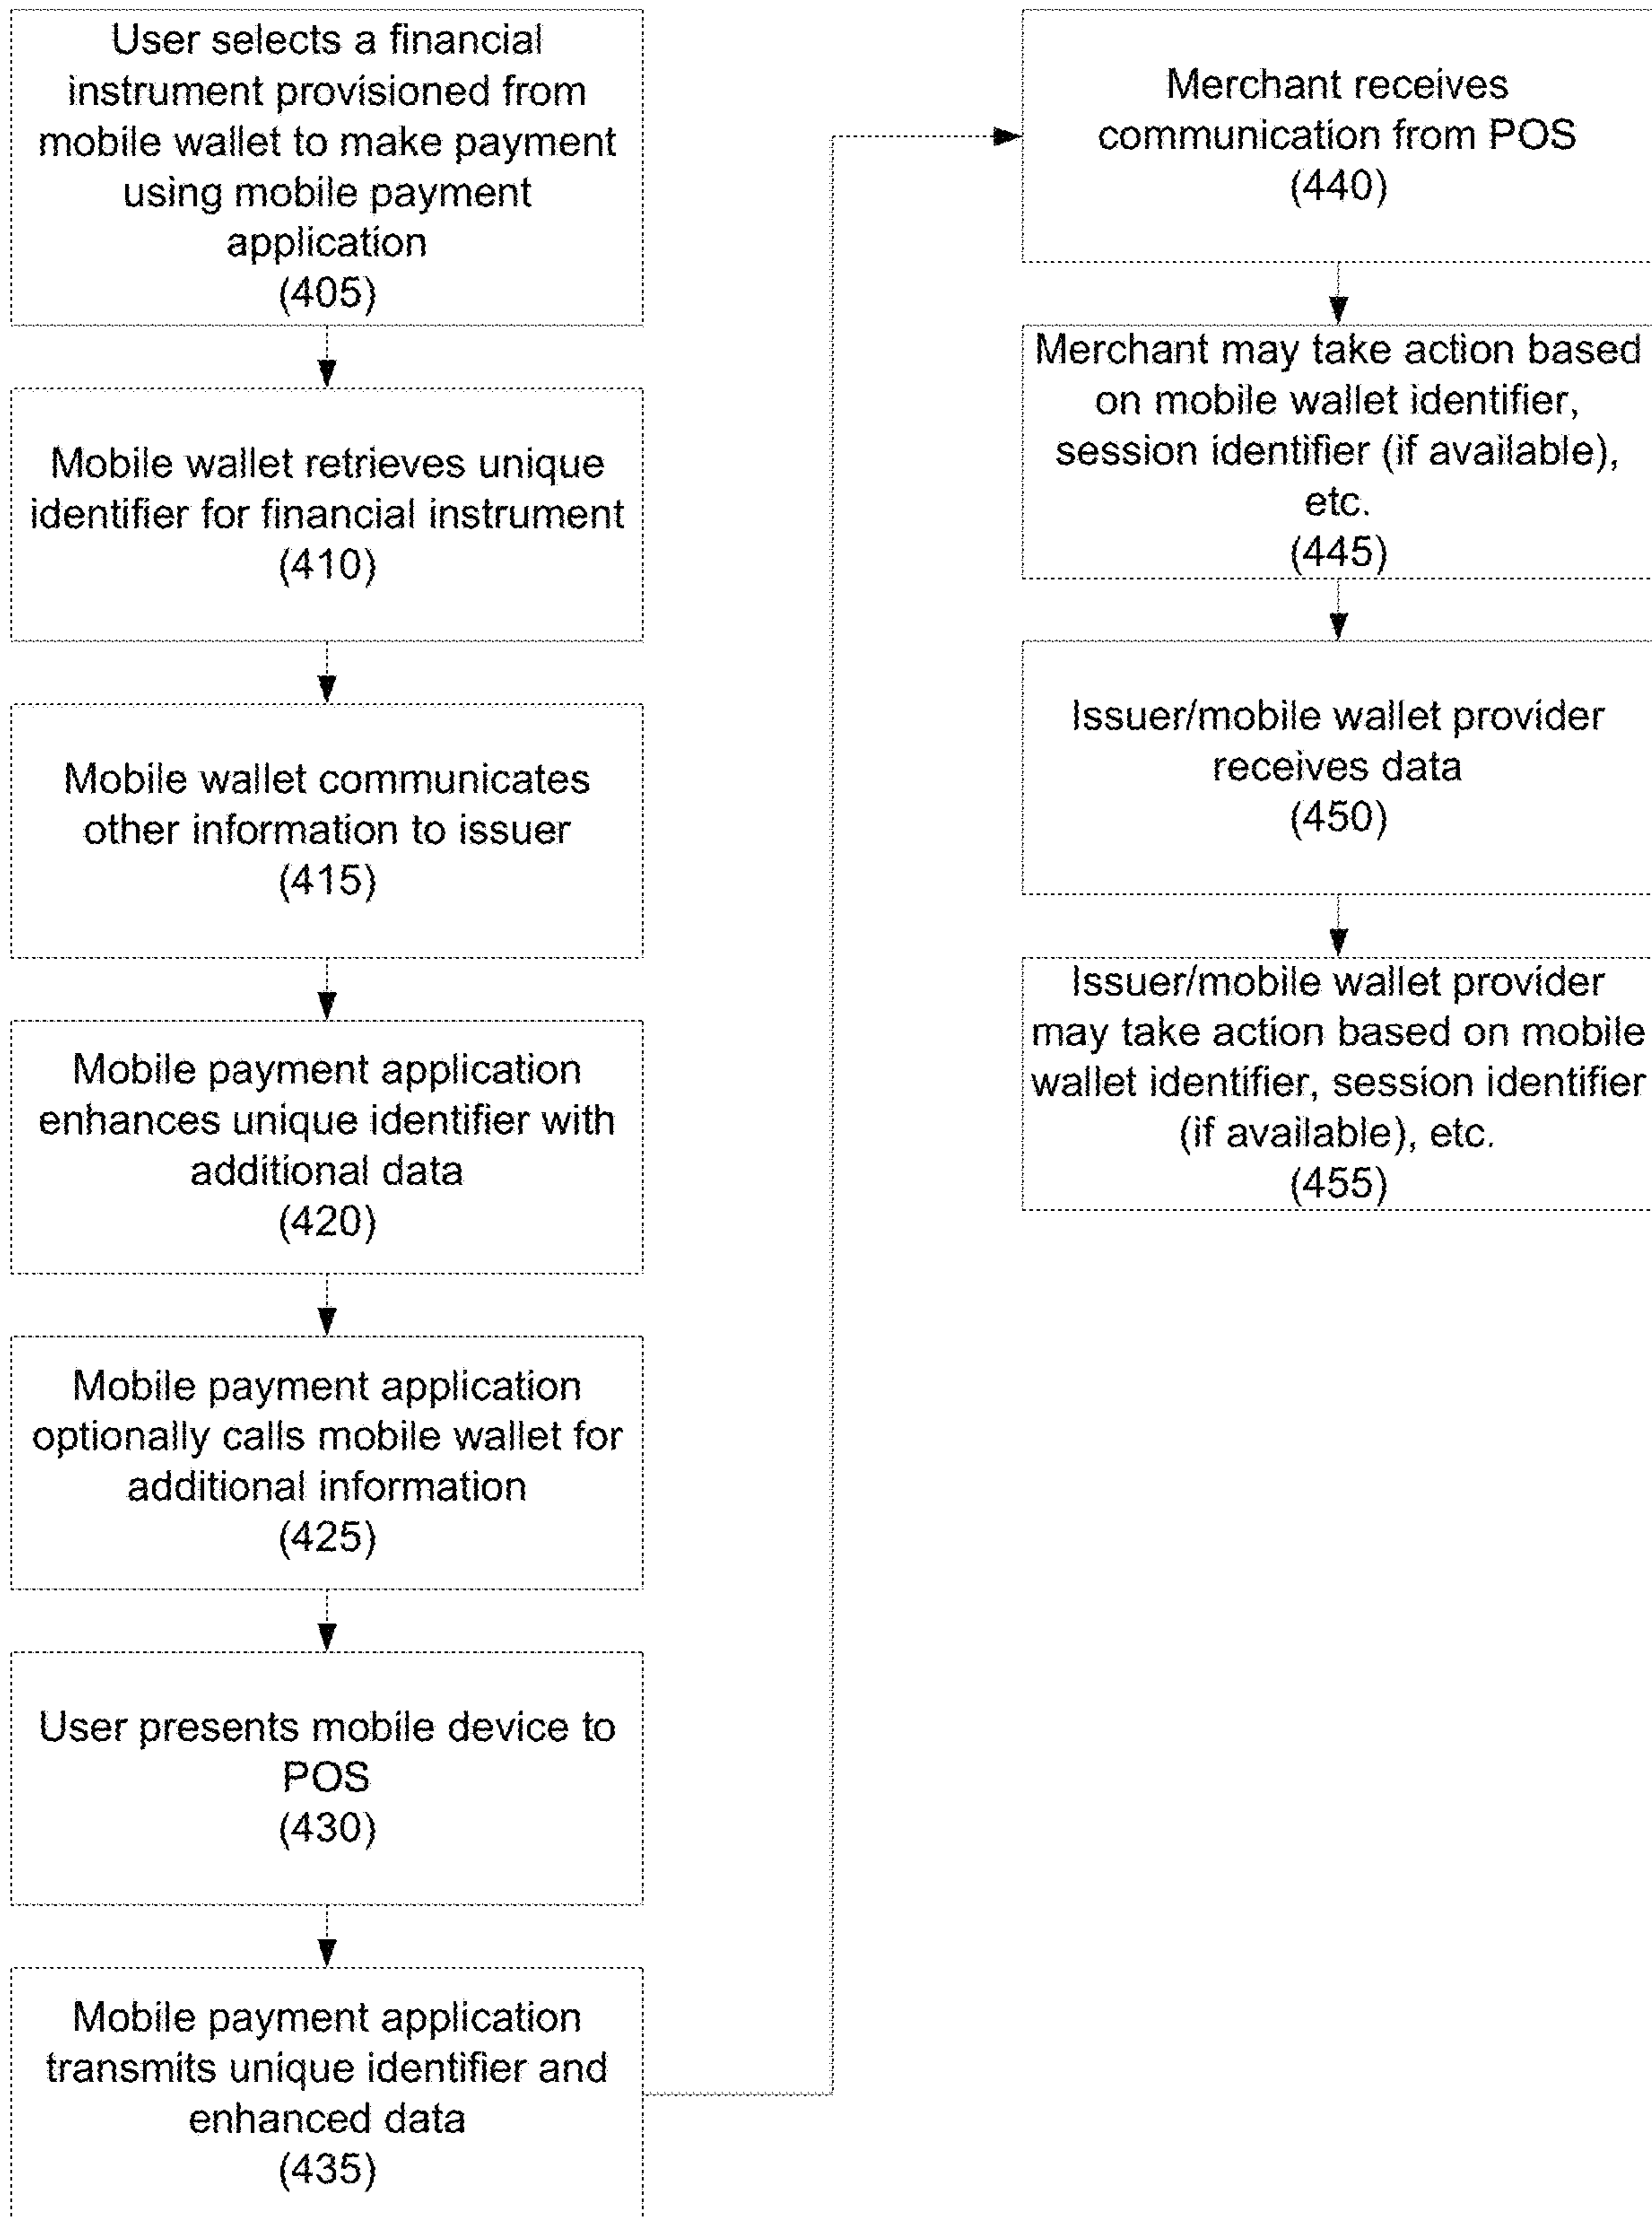 User selects a financial
instrument provisioned from
mobile wallet to make payment
using mobile payment
application
(405)
Mobile wallet retrieves unique
identifier for financial instrument
(410)
Mobile wallet communicates
other information to issuer
(415)
Mobile payment application
enhances unique identifier with
additional data
(420)
Mobile payment application
optionally calls mobile wallet for
additional information
(425)
User presents mobile device to
POS
(430)
Mobile payment application
transmits unique identifier and
enhanced data
(435)
Merchant receives
communication from POS
(440)
Merchant may take action based
on mobile wallet identifier,
session identifier (if available),
etc.
(445)
Issuer/mobile wallet provider
receives data
(450)
Issuer/mobile wallet provider
may take action based on mobile
wallet identifier, session identifier
(if available), etc.
(455)